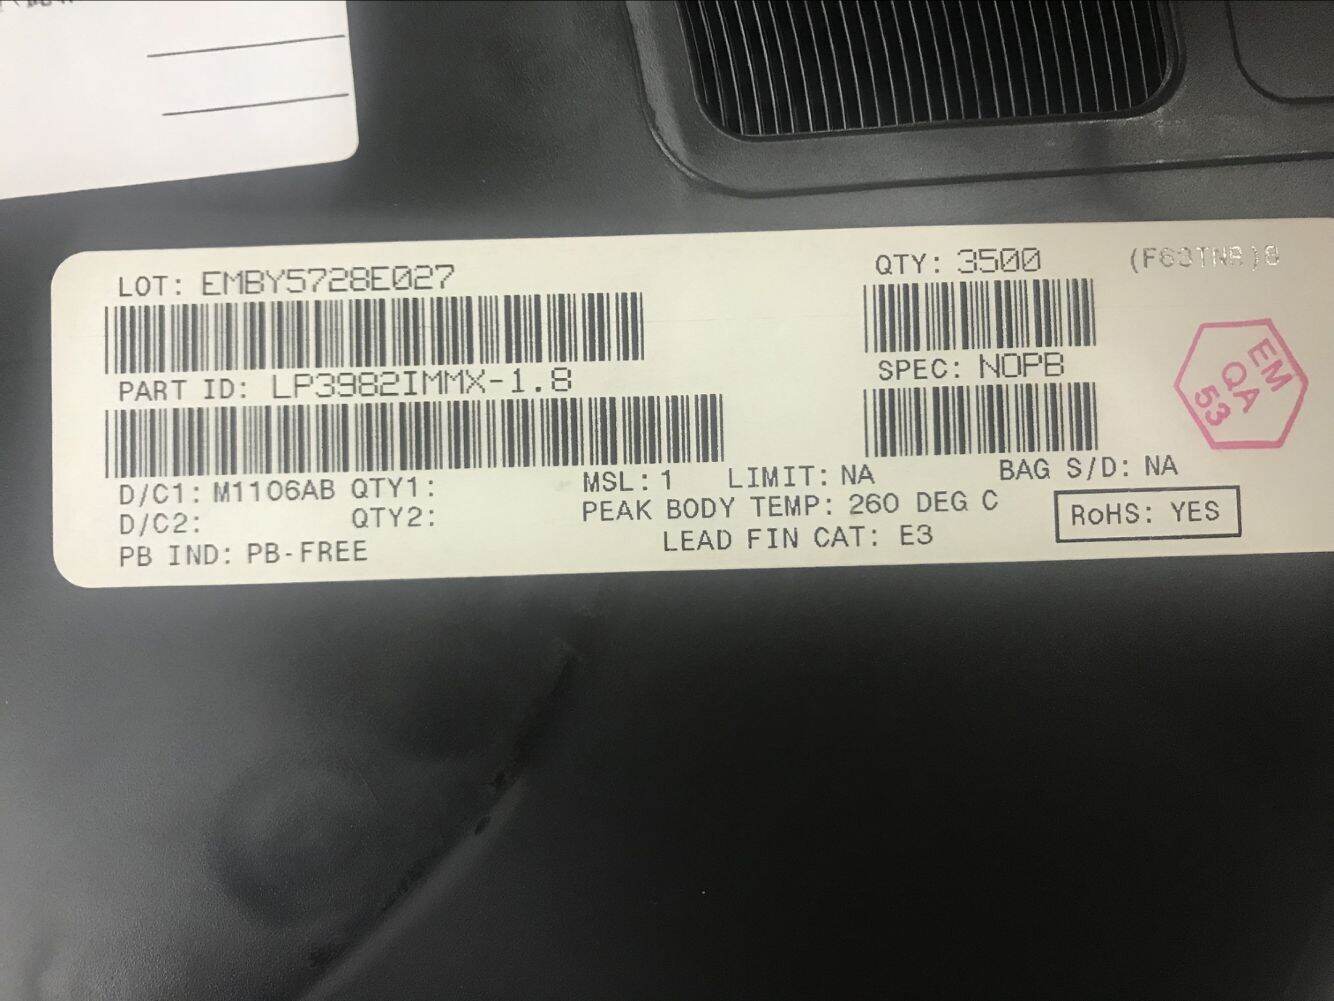 LOT: EMBY5728E027
QTY: 3500
PART ID: LP3982IMMX-1.8
SPEC: NOPB
D/C1: M1106AB QTY1:
MSL: 1 LIMIT: NA BAG S/D: NA
D/C2: QTY2:
PEAK BODY TEMP: 260 DEG C
RoHS: YES
PB IND: PB-FREE
LEAD FIN CAT: E3
EM
QA
53